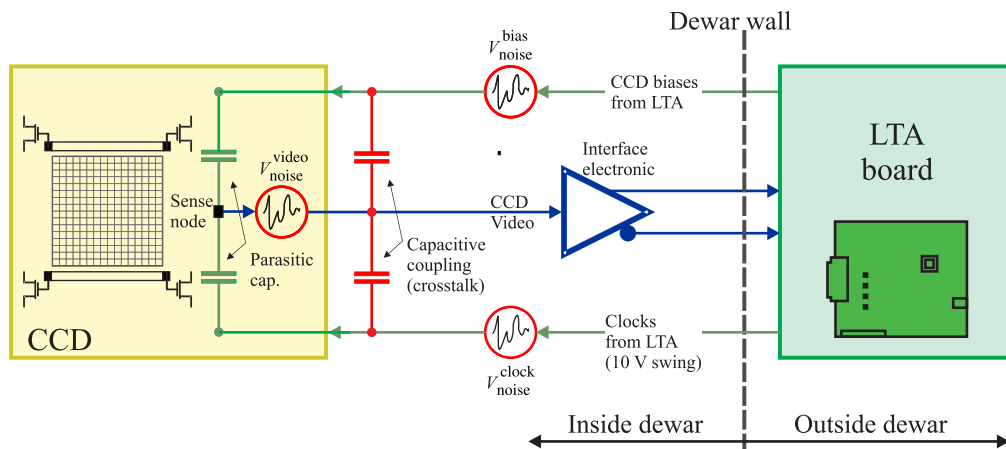 Dewar wall
V bias noise
CCD biases
from LTA
LTA
board
Interface
electronic
V video noise
Sense
node
CCD
Video
Parasitic
cap.
Capacitive
coupling
(crosstalk)
CCD
Clocks
from LTA
(10 V swing)
V clock noise
Inside dewar
Outside dewar